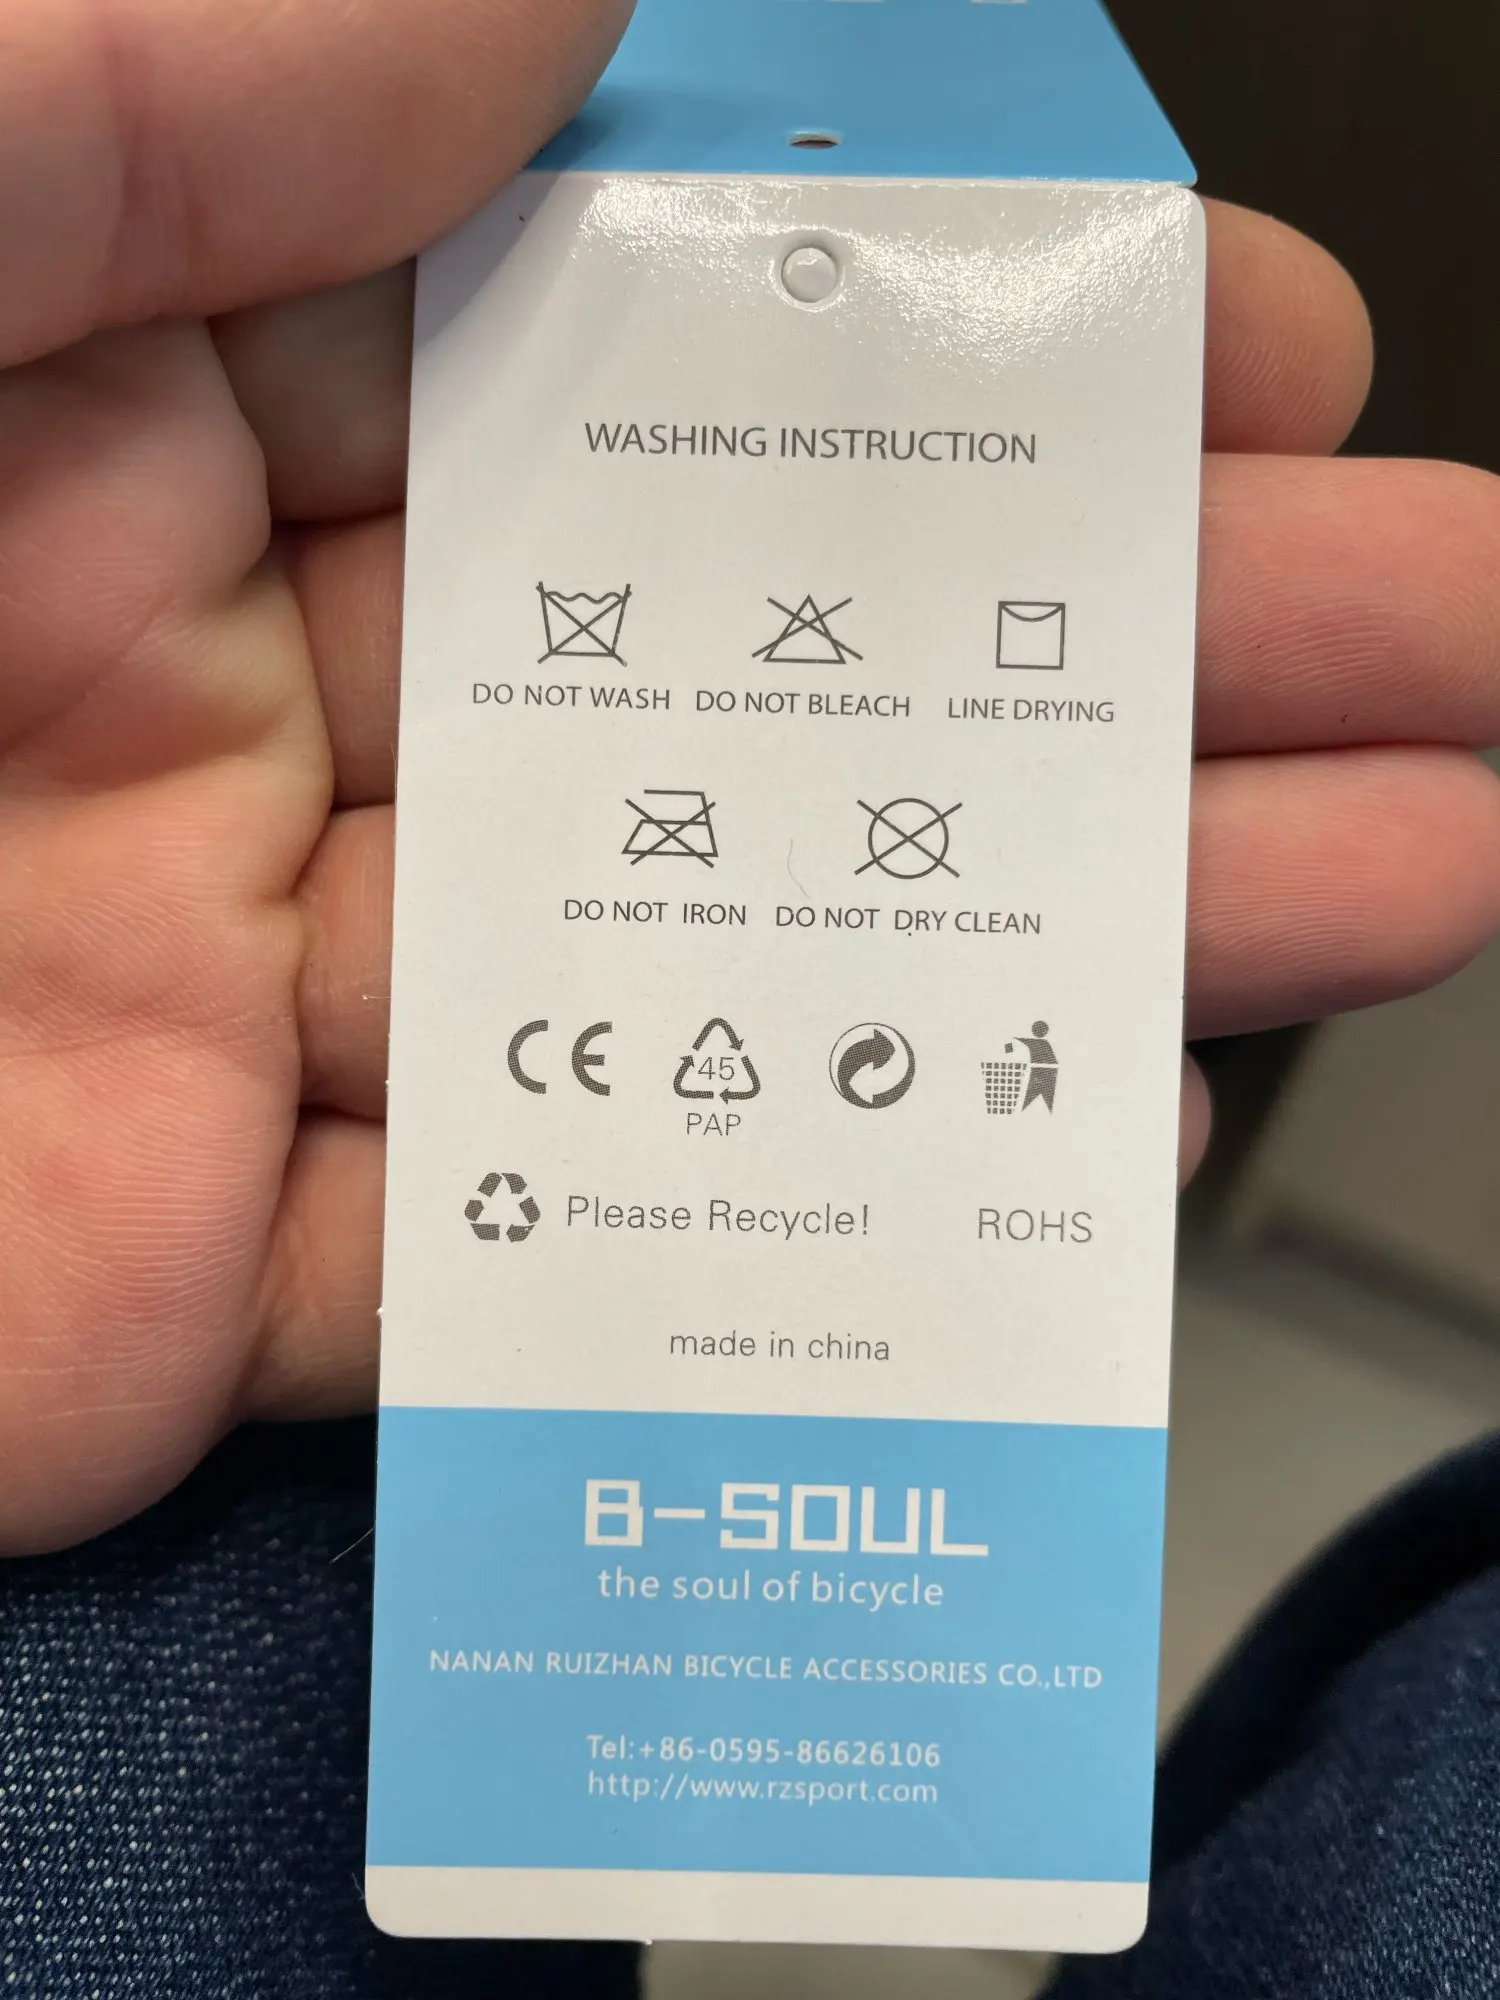 WASHING INSTRUCTION
DO NOT WASH DO NOT BLEACH LINE DRYING
DO NOT IRON DO NOT DRY CLEAN
CE 45
PAP
Please Recycle! ROHS
made in china
B-SOUL
the soul of bicycle
NANAN RUIZHAN BICYCLE ACCESSORIES CO.,LTD
Tel:+86-0595-86626106
http://www.rzsport.com